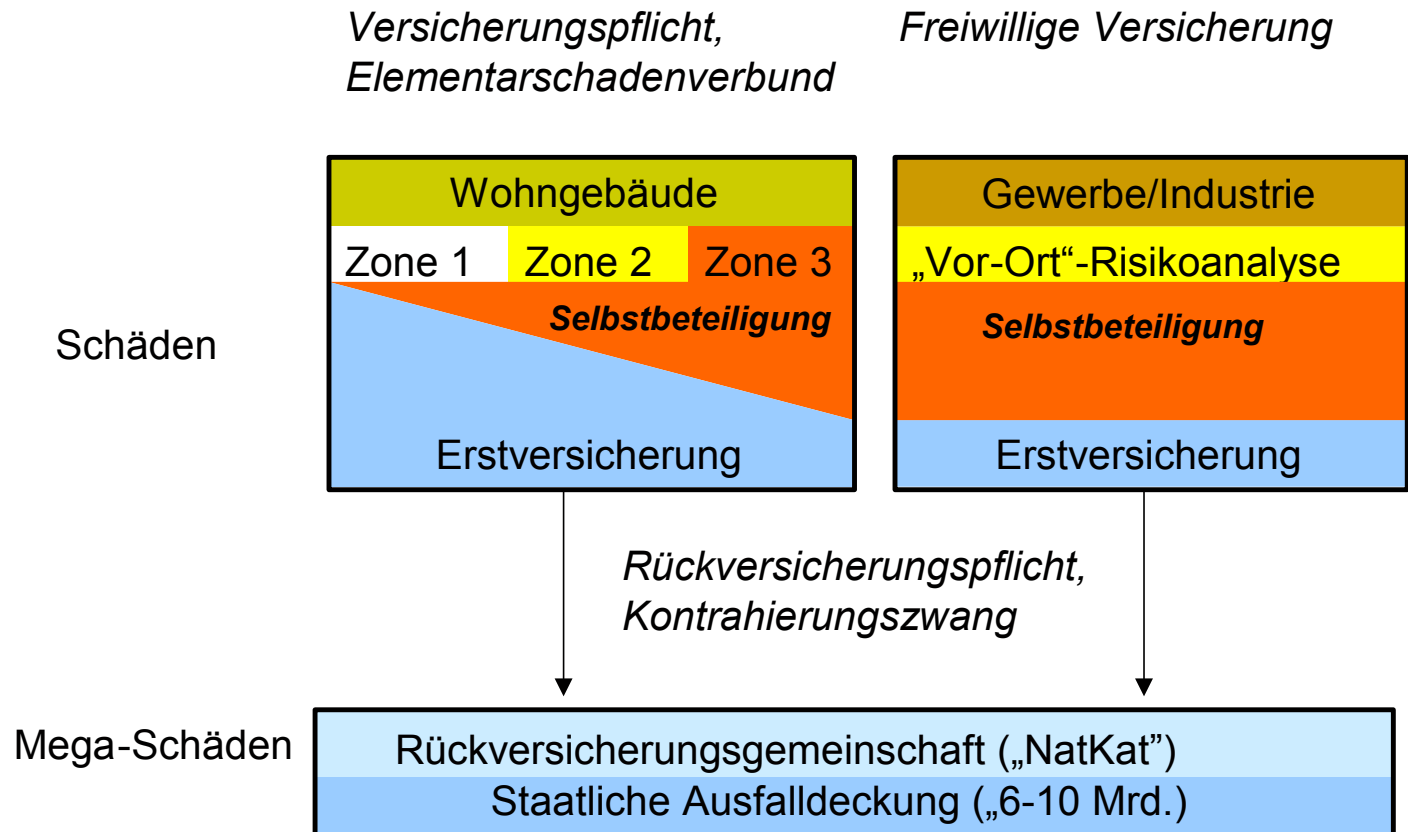 Versicherungspflicht,
Elementarschadenverbund
Freiwillige Versicherung
Wohngebäude
Zone 1 Zone 2 Zone 3
Selbstbeteiligung
Erstversicherung
Gewerbe/Industrie
„Vor-Ort“-Risikoanalyse
Selbstbeteiligung
Erstversicherung
Schäden
Rückversicherungspflicht,
Kontrahierungszwang
Mega-Schäden
Rückversicherungsgemeinschaft („NatKat”)
Staatliche Ausfalldeckung („6-10 Mrd.)